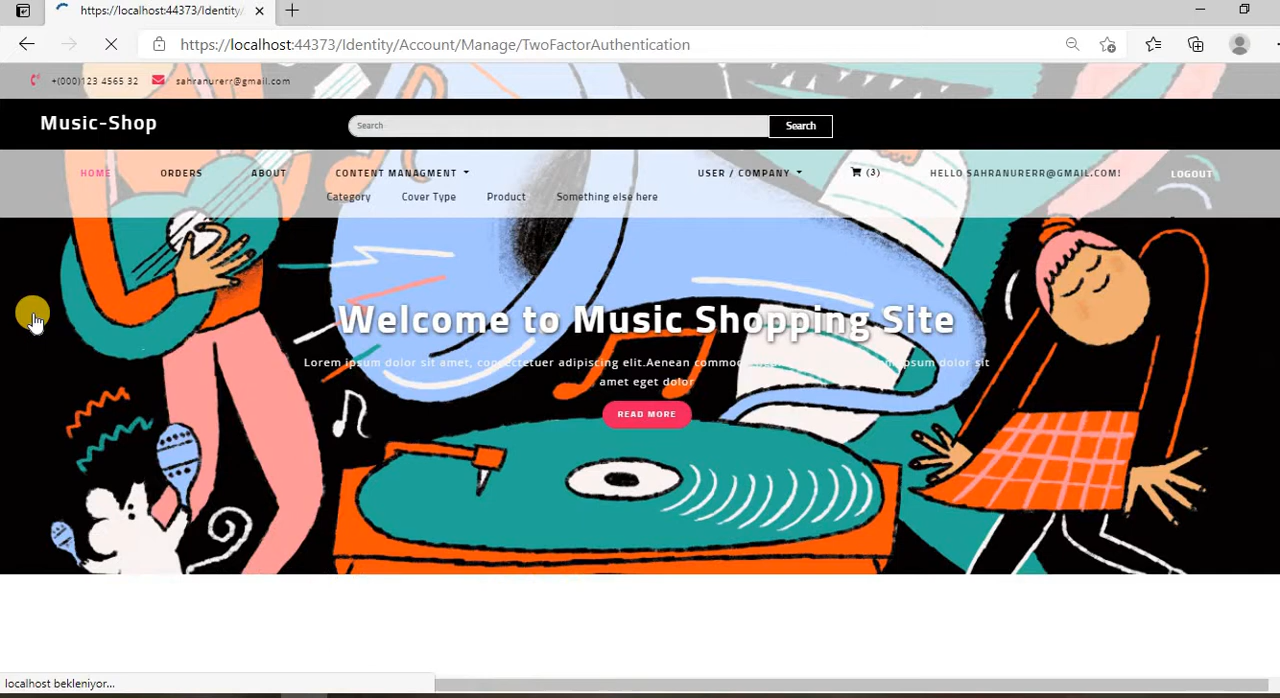 https://localhost:44373/Identity/
https://localhost:44373/Identity/Account/Manage/TwoFactorAuthentication
+(000)123 4565 32 sahranurerr@gmail.com
Music-Shop
Search
Search
HOME ORDERS ABOUT CONTENT MANAGMENT USER / COMPANY (3) HELLO SAHRANURERR@GMAIL.COM! LOGOUT
Category Cover Type Product Something else here
Welcome to Music Shopping Site
Lorem ipsum dolor sit amet, consectetuer adipiscing elit.Aenean commodo ipsum dolor sit
amet eget dolor
READ MORE
localhost bekleniyor...